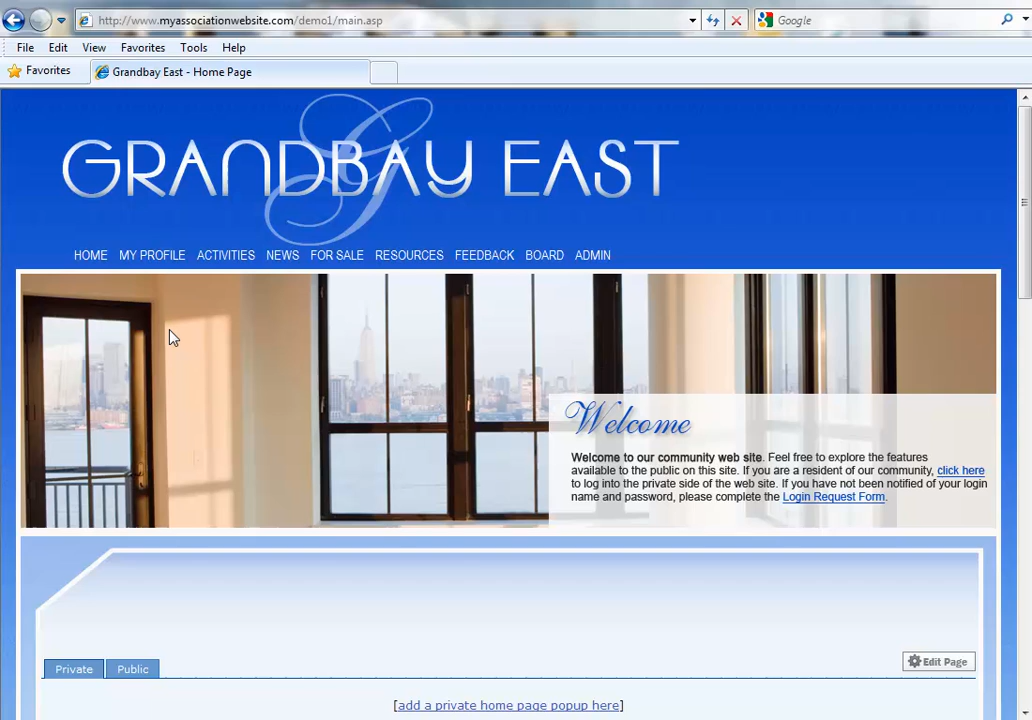 http://www.myassociationwebsite.com/demo1/main.asp
Google
File Edit View Favorites Tools Help
Favorites
Grandbay East - Home Page
GRANDBAY EAST
G
HOME MY PROFILE ACTIVITIES NEWS FOR SALE RESOURCES FEEDBACK BOARD ADMIN
Welcome
Welcome to our community web site. Feel free to explore the features
available to the public on this site. If you are a resident of our community, click here
to log into the private side of the web site. If you have not been notified of your login
name and password, please complete the Login Request Form.
Private Public
Edit Page
[add a private home page popup here]